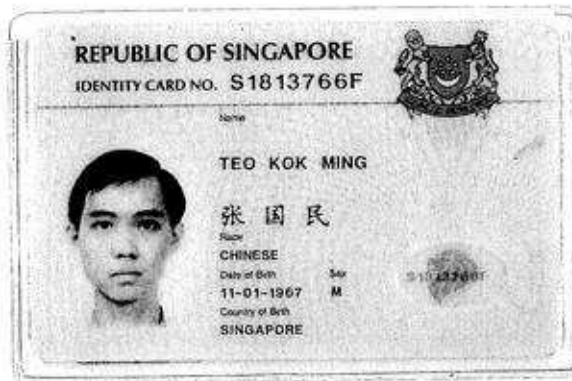 REPUBLIC OF SINGAPORE
IDENTITY CARD NO. S1813766F
Name
TEO KOK MING
张国民
Race
CHINESE
Date of Birth Sex
11-01-1967 M
S1813766F
Country of Birth
SINGAPORE